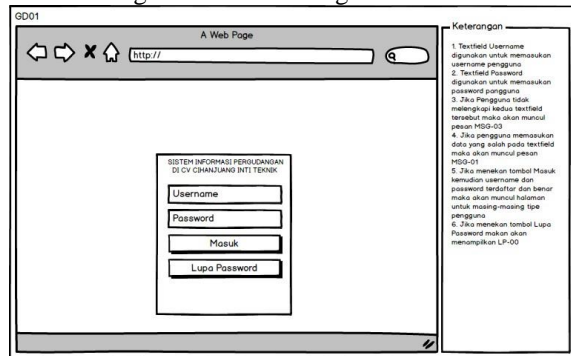 GD01
A Web Page
http://
SISTEM INFORMASI PERGUDANGAN
DI CV CIHANJUANG INTI TEKNIK
Username
Password
Masuk
Lupa Password
Keterangan
1. Textfield Username
digunakan untuk memasukan
username pengguna
2. Textfield Password
digunakan untuk memasukan
password pangguna
3. Jika Pengguna tidak
melengkapi kedua textfield
tersebut maka akan muncul
pesan MSG-03
4. Jika pengguna memasukan
data yang salah pada textfield
maka akan muncul pesan
MSG-01
5. Jika menekan tombol Masuk
kemudian username dan
password terdaftar dan benar
maka akan muncul halaman
untuk masing-masing tipe
pengguna
6. Jika menekan tombol Lupa
Password makan akan
menampilkan LP-00